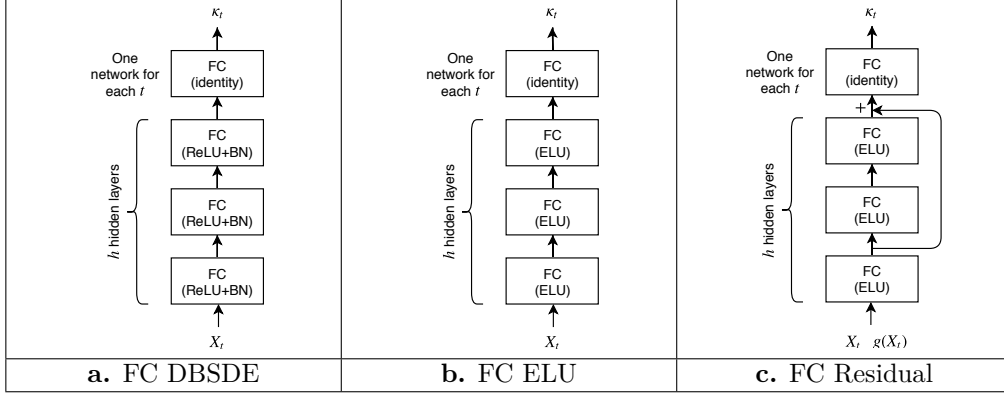 κₜ
One
network for
each t
FC
(identity)
FC
(ReLU+BN)
FC
(ReLU+BN)
FC
(ReLU+BN)
h hidden layers
Xₜ
a. FC DBSDE
κₜ
One
network for
each t
FC
(identity)
FC
(ELU)
FC
(ELU)
FC
(ELU)
h hidden layers
Xₜ
b. FC ELU
κₜ
One
network for
each t
FC
(identity)
+
FC
(ELU)
FC
(ELU)
FC
(ELU)
h hidden layers
Xₜ g(Xₜ)
c. FC Residual